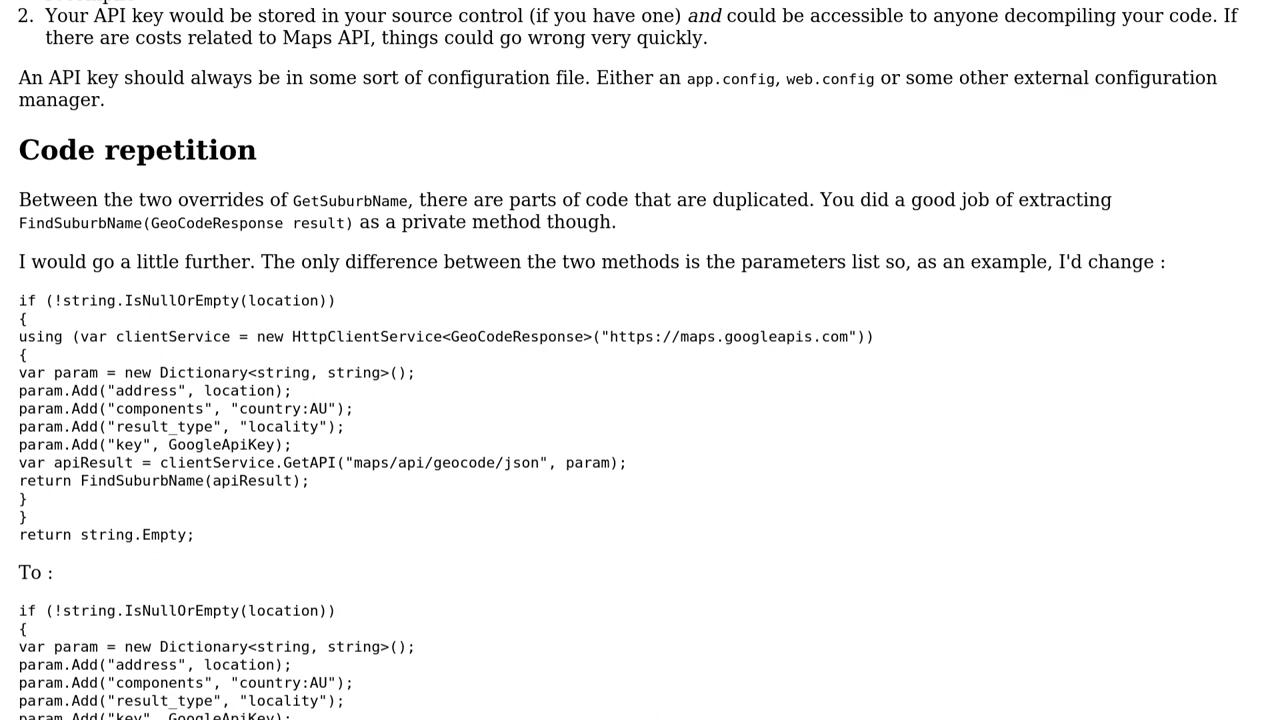 2. Your API key would be stored in your source control (if you have one) and could be accessible to anyone decompiling your code. If
there are costs related to Maps API, things could go wrong very quickly.
An API key should always be in some sort of configuration file. Either an app.config, web.config or some other external configuration
manager.
Code repetition
Between the two overrides of GetSuburbName, there are parts of code that are duplicated. You did a good job of extracting
FindSuburbName(GeoCodeResponse result) as a private method though.
I would go a little further. The only difference between the two methods is the parameters list so, as an example, I'd change :
if (!string.IsNullOrEmpty(location))
{
using (var clientService = new HttpClientService<GeoCodeResponse>("https://maps.googleapis.com"))
{
var param = new Dictionary<string, string>();
param.Add("address", location);
param.Add("components", "country:AU");
param.Add("result_type", "locality");
param.Add("key", GoogleApiKey);
var apiResult = clientService.GetAPI("maps/api/geocode/json", param);
return FindSuburbName(apiResult);
}
}
return string.Empty;
To :
if (!string.IsNullOrEmpty(location))
{
var param = new Dictionary<string, string>();
param.Add("address", location);
param.Add("components", "country:AU");
param.Add("result_type", "locality");
param.Add("key", GoogleApiKey);